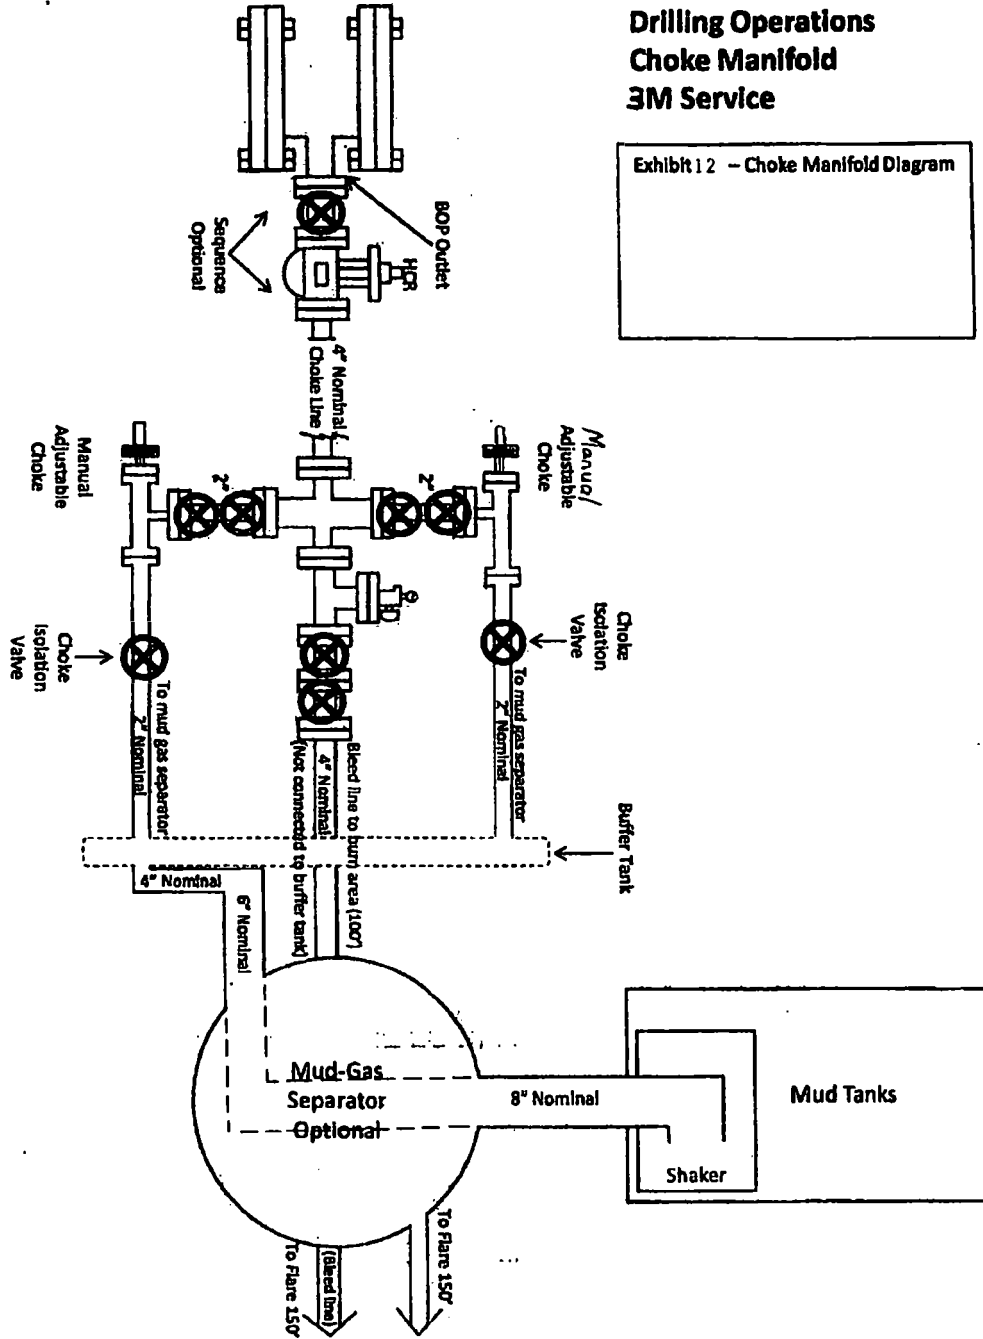 Drilling Operations
Choke Manifold
3M Service
Exhibit 12 – Choke Manifold Diagram
BOP Outlet
HCR
Sequence
Optional
4" Nominal
Choke Line
Manual
Adjustable
Choke
2"
2"
Manual
Adjustable
Choke
Choke
Isolation
Valve
Choke
Isolation
Valve
To mud gas separator
2" Nominal
Bleed line to burn area (100')
4" Nominal
(Not connected to buffer tank)
To mud gas separator
2" Nominal
Buffer Tank
4" Nominal
6" Nominal
Mud-Gas
Separator
Optional
8" Nominal
Mud Tanks
Shaker
To Flare 150'
(Bleed line)
To Flare 150'